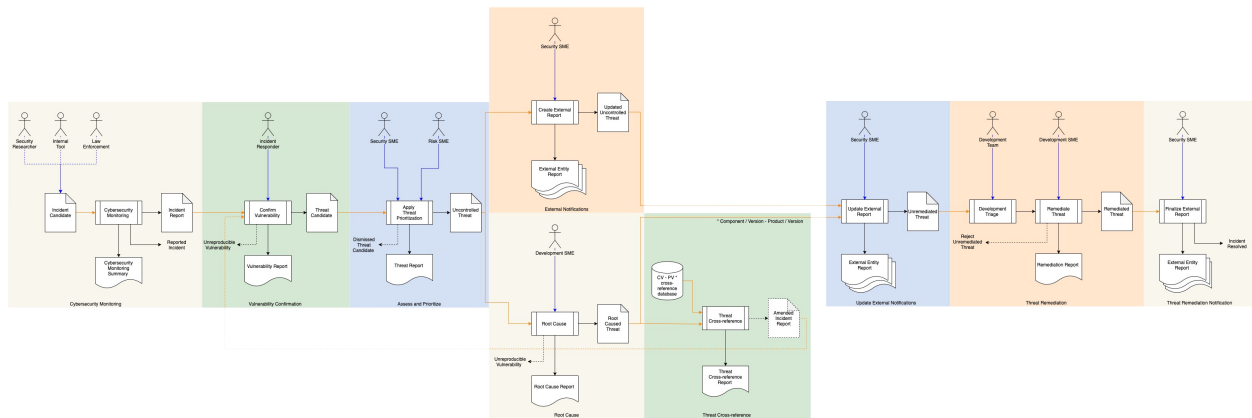 Security SME
Create External
Report
Updated
Uncontrolled
Threat
External Entity
Report
External Notifications
Security
Researcher
Internal
Tool
Law
Enforcement
Incident
Candidate
Cybersecurity
Monitoring
Incident
Report
Reported
Incident
Cybersecurity
Monitoring
Summary
Cybersecurity Monitoring
Incident
Responder
Confirm
Vulnerability
Threat
Candidate
Unreproducible
Vulnerability
Vulnerability Report
Vulnerability Confirmation
Security SME
Risk SME
Apply
Threat
Prioritization
Uncontrolled
Threat
Dismissed
Threat
Candidate
Threat Report
Assess and Prioritize
Development SME
Root Cause
Root
Caused
Threat
Unreproducible
Vulnerability
Root Cause Report
Root Cause
* Component / Version - Product / Version
CV - PV *
cross-
reference
database
Threat
Cross-reference
Amended
Incident
Report
Threat
Cross-reference
Report
Threat Cross-reference
Security SME
Update External
Report
Unremediated
Threat
External Entity
Report
Update External Notifications
Development
Team
Development SME
Development
Triage
Remediate
Threat
Remediated
Threat
Reject
Unremediated
Threat
Remediation Report
Threat Remediation
Security SME
Finalize External
Report
Incident
Resolved
External Entity
Report
Threat Remediation Notification